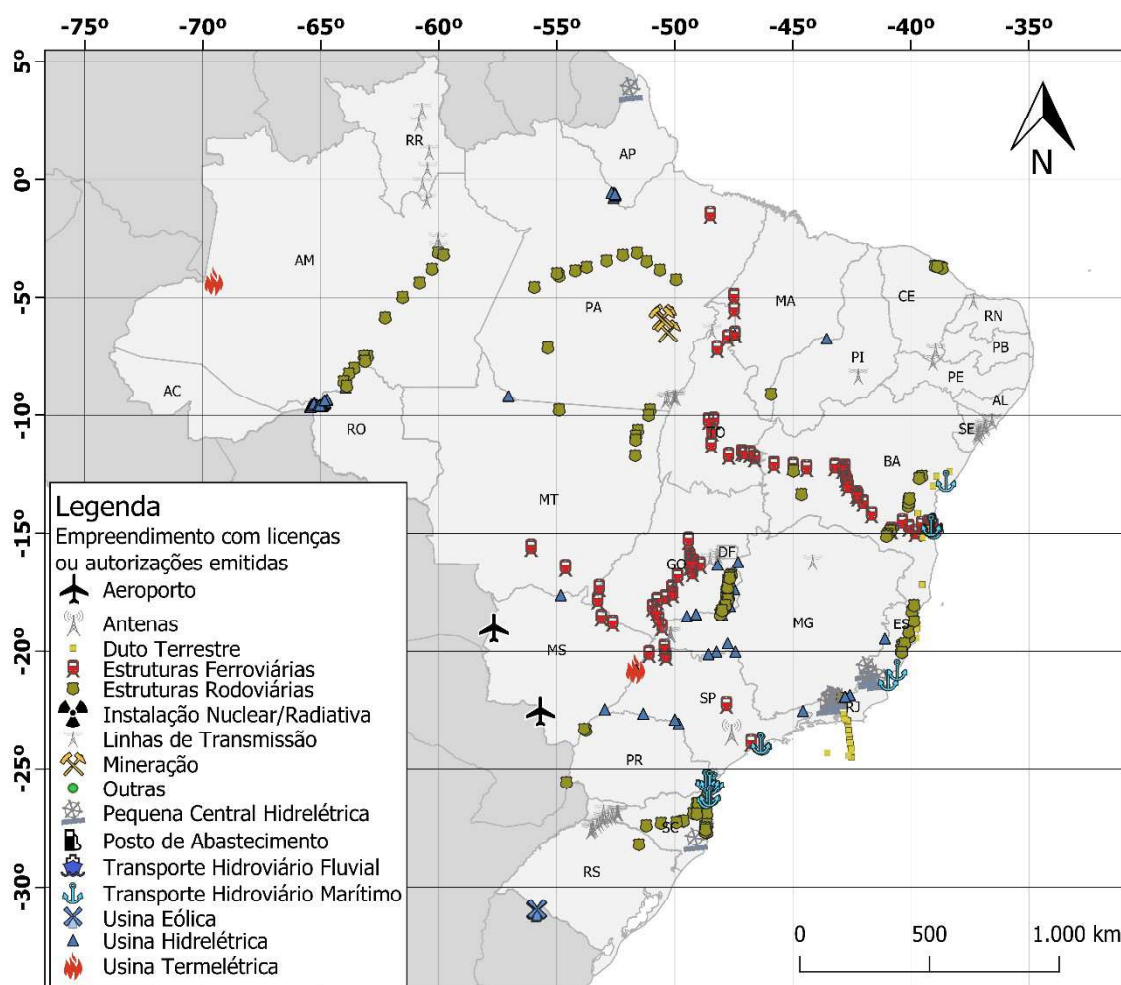 -75º -70º -65º -60º -55º -50º -45º -40º -35º
5º
0º
-5º
-10º
-15º
-20º
-25º
-30º
N
RR
AP
AM
PA
MA
CE
RN
PB
PI
PE
AL
AC
SE
RO
TO
BA
MT
GO
DF
MG
ES
MS
SP
RJ
PR
SC
RS
Legenda
Empreendimento com licenças
ou autorizações emitidas
Aeroporto
Antenas
Duto Terrestre
Estruturas Ferroviárias
Estruturas Rodoviárias
Instalação Nuclear/Radiativa
Linhas de Transmissão
Mineração
Outras
Pequena Central Hidrelétrica
Posto de Abastecimento
Transporte Hidroviário Fluvial
Transporte Hidroviário Marítimo
Usina Eólica
Usina Hidrelétrica
Usina Termelétrica
0 500 1.000 km